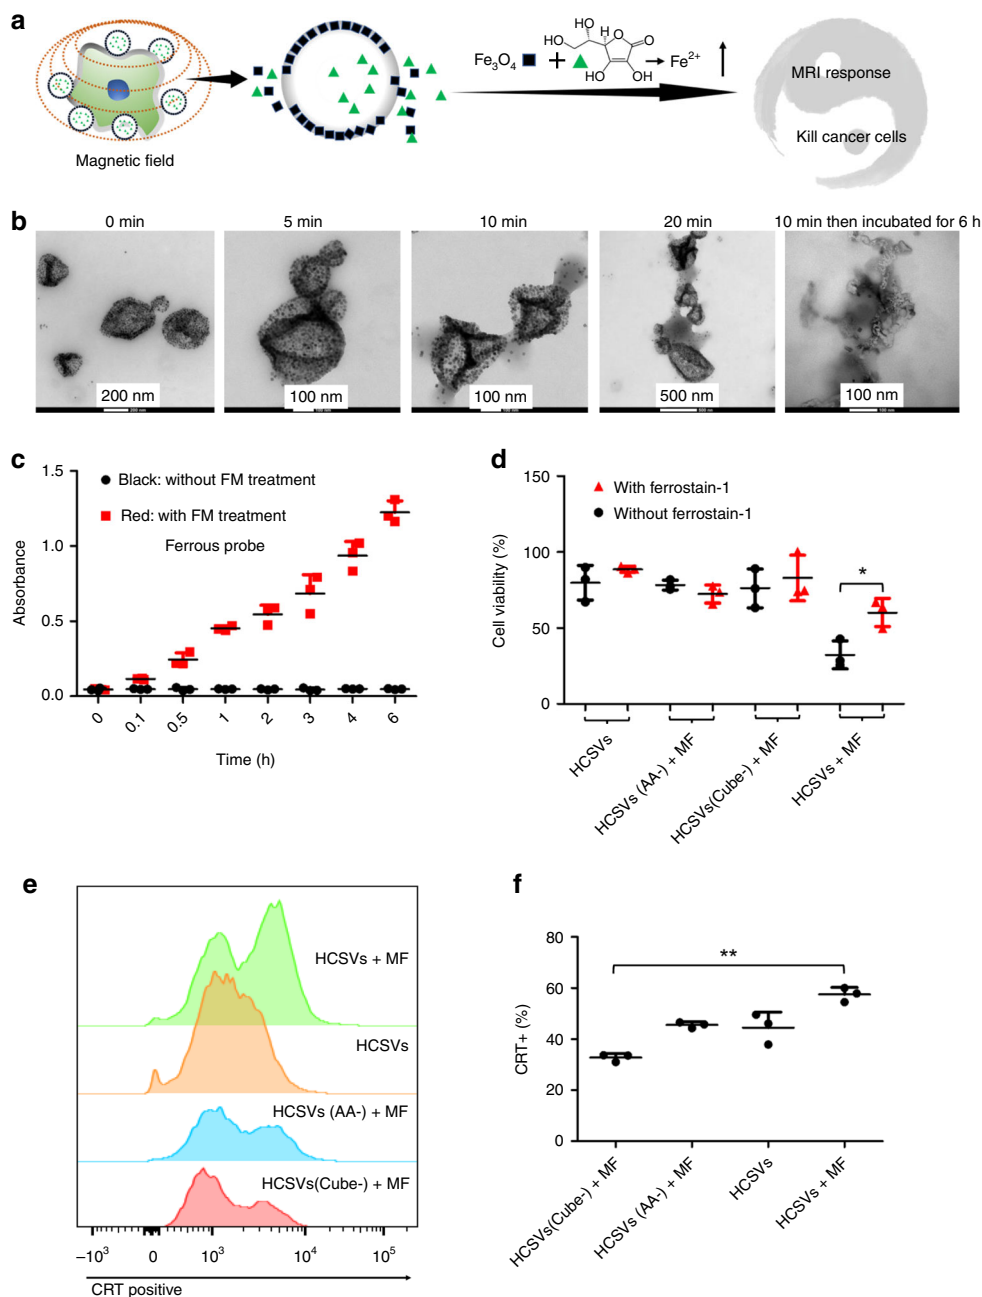 a
Magnetic field
Fe3O4 + HO HO H O O HO OH → Fe2+
MRI response
Kill cancer cells
b
0 min 5 min 10 min 20 min 10 min then incubated for 6 h
200 nm 100 nm 100 nm 500 nm 100 nm
c
Absorbance
1.5
1.0
0.5
0.0
Black: without FM treatment
Red: with FM treatment
Ferrous probe
0 0.1 0.5 1 2 3 4 6
Time (h)
d
Cell viability (%)
150
100
50
0
With ferrostain-1
Without ferrostain-1
*
HCSVs
HCSVs (AA-) + MF
HCSVs(Cube-) + MF
HCSVs + MF
e
HCSVs + MF
HCSVs
HCSVs (AA-) + MF
HCSVs(Cube-) + MF
−10³ 0 10³ 10⁴ 10⁵
CRT positive
f
CRT+ (%)
80
60
40
20
0
**
HCSVs(Cube-) + MF
HCSVs (AA-) + MF
HCSVs
HCSVs + MF